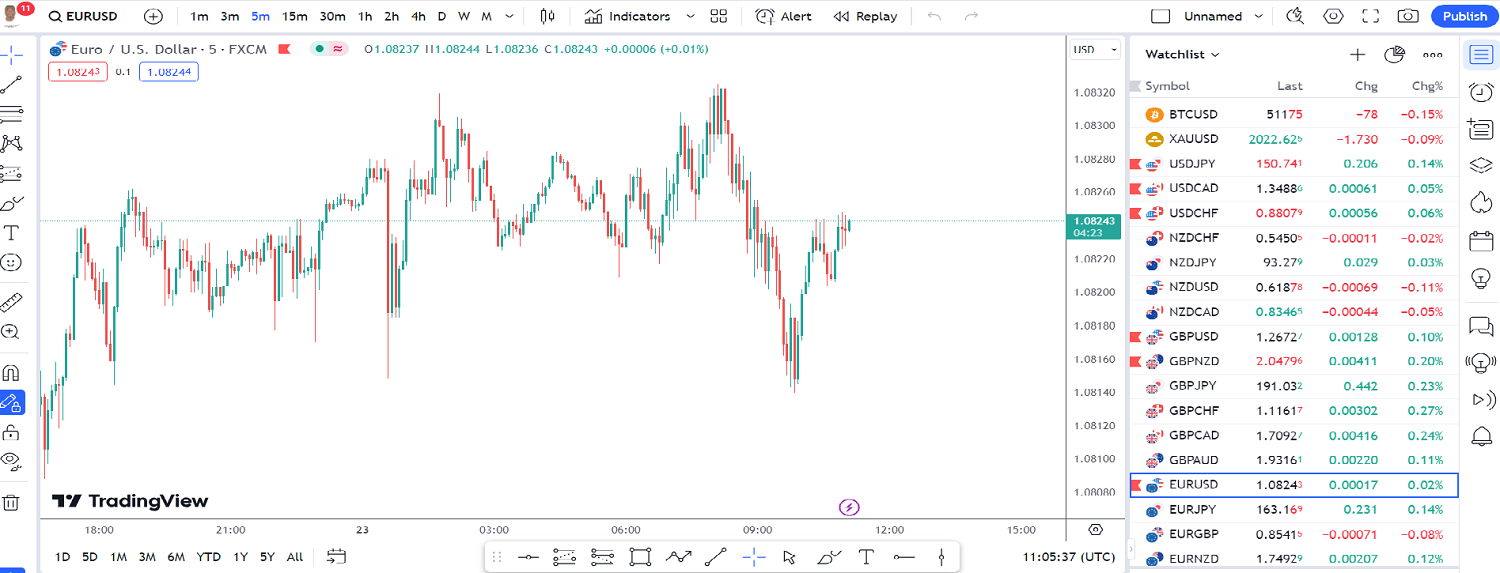 11
EURUSD 1m 3m 5m 15m 30m 1h 2h 4h D W M Indicators Alert Replay Unnamed Publish
Euro / U.S. Dollar · 5 · FXCM O1.08237 H1.08244 L1.08236 C1.08243 +0.00006 (+0.01%)
1.08243 0.1 1.08244
USD
1.08320
1.08300
1.08280
1.08260
1.08243
04:23
1.08220
1.08200
1.08180
1.08160
1.08140
1.08120
1.08100
1.08080
TradingView
18:00 21:00 23 03:00 06:00 09:00 12:00 15:00
1D 5D 1M 3M 6M YTD 1Y 5Y All 11:05:37 (UTC)
Watchlist
Symbol Last Chg Chg%
BTCUSD 51175 −78 −0.15%
XAUUSD 2022.625 −1.730 −0.09%
USDJPY 150.741 0.206 0.14%
USDCAD 1.34886 0.00061 0.05%
USDCHF 0.88079 0.00056 0.06%
NZDCHF 0.54505 −0.00011 −0.02%
NZDJPY 93.279 0.029 0.03%
NZDUSD 0.61878 −0.00069 −0.11%
NZDCAD 0.83465 −0.00044 −0.05%
GBPUSD 1.26727 0.00128 0.10%
GBPNZD 2.04796 0.00411 0.20%
GBPJPY 191.032 0.442 0.23%
GBPCHF 1.11617 0.00302 0.27%
GBPCAD 1.70927 0.00416 0.24%
GBPAUD 1.93161 0.00220 0.11%
EURUSD 1.08243 0.00017 0.02%
EURJPY 163.169 0.231 0.14%
EURGBP 0.85415 −0.00071 −0.08%
EURNZD 1.74929 0.00207 0.12%